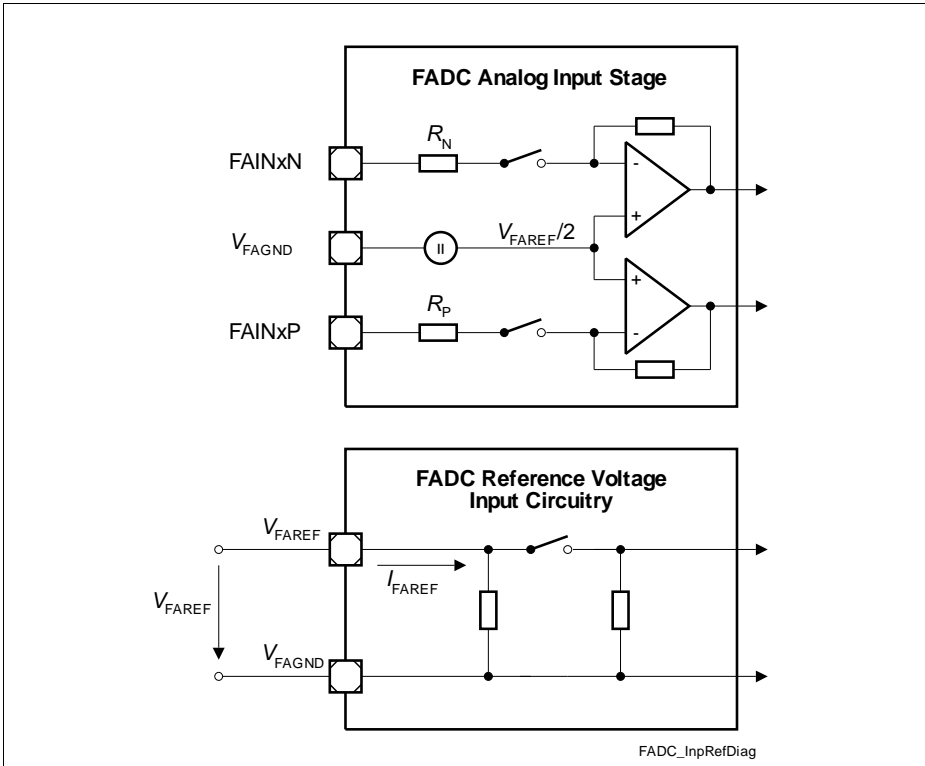 FADC Analog Input Stage
R_N
FAINxN
-
+
V_FAGND
=
V_FAREF/2
+
R_P
FAINxP
-
FADC Reference Voltage
Input Circuitry
V_FAREF
I_FAREF
V_FAREF
V_FAGND
FADC_InpRefDiag